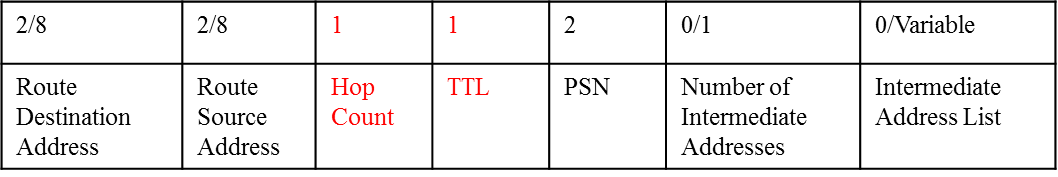 2/8 2/8 1 1 2 0/1 0/Variable
Route Destination Address
Route Source Address
Hop Count
TTL
PSN
Number of Intermediate Addresses
Intermediate Address List